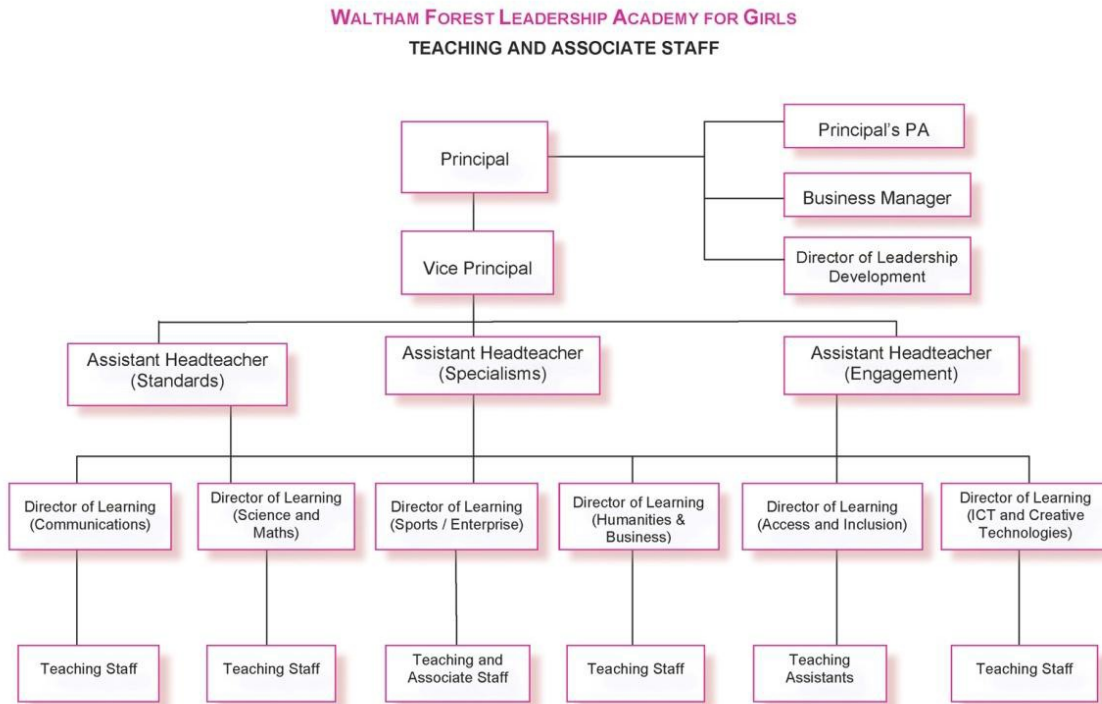 WALTHAM FOREST LEADERSHIP ACADEMY FOR GIRLS
TEACHING AND ASSOCIATE STAFF
Principal
Principal's PA
Business Manager
Director of Leadership
Development
Vice Principal
Assistant Headteacher
(Standards)
Assistant Headteacher
(Specialisms)
Assistant Headteacher
(Engagement)
Director of Learning
(Communications)
Director of Learning
(Science and
Maths)
Director of Learning
(Sports / Enterprise)
Director of Learning
(Humanities &
Business)
Director of Learning
(Access and Inclusion)
Director of Learning
(ICT and Creative
Technologies)
Teaching Staff
Teaching Staff
Teaching and
Associate Staff
Teaching Staff
Teaching
Assistants
Teaching Staff